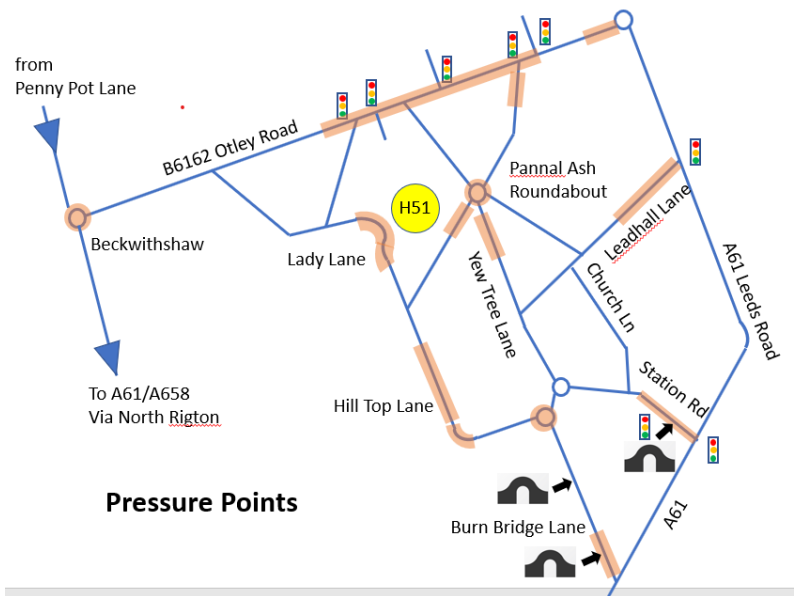 from
Penny Pot Lane
B6162 Otley Road
Pannal Ash
Roundabout
H51
Beckwithshaw
Lady Lane
Leadhall Lane
Yew Tree Lane
Church Ln
A61 Leeds Road
To A61/A658
Via North Rigton
Hill Top Lane
Station Rd
Pressure Points
Burn Bridge Lane
A61